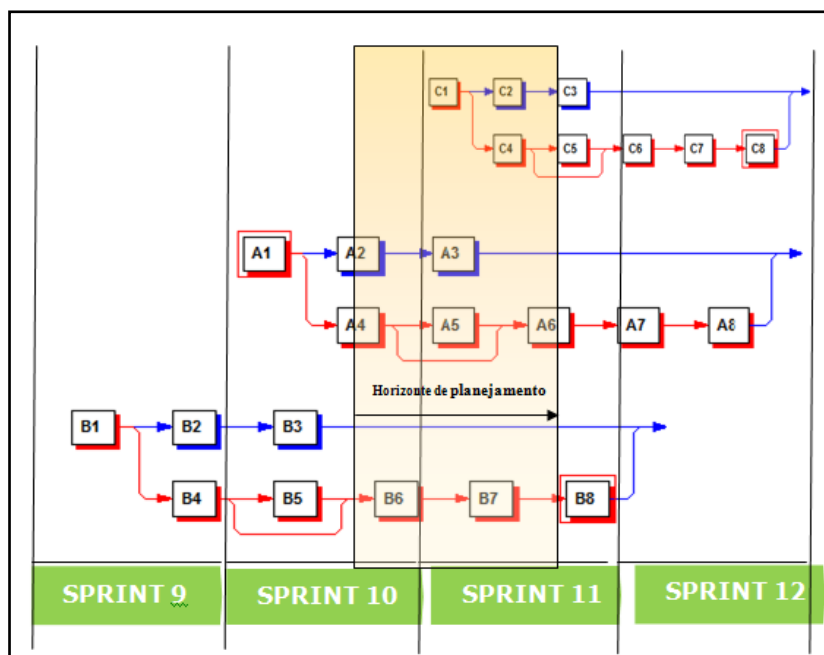 C1 C2 C3
C4 C5 C6 C7 C8
A1 A2 A3
A4 A5 A6 A7 A8
Horizonte de planejamento
B1 B2 B3
B4 B5 B6 B7 B8
SPRINT 9 SPRINT 10 SPRINT 11 SPRINT 12